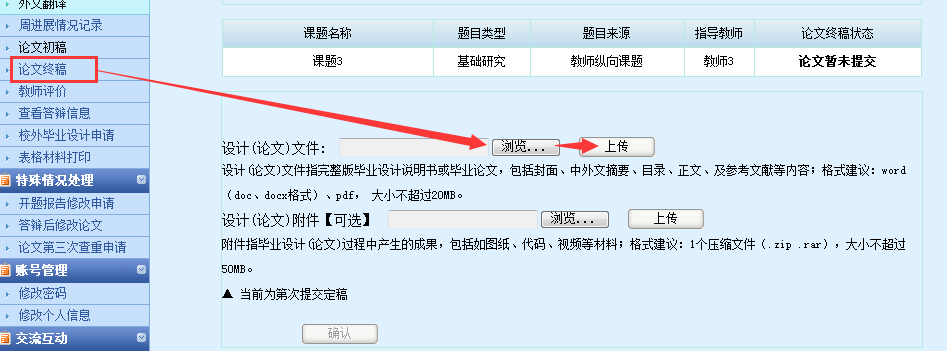 外文翻译
周进展情况记录
论文初稿
论文终稿
教师评价
查看答辩信息
校外毕业设计申请
表格材料打印
特殊情况处理
开题报告修改申请
答辩后修改论文
论文第三次查重申请
账号管理
修改密码
修改个人信息
交流互动
课题名称 题目类型 题目来源 指导教师 论文终稿状态
课题3 基础研究 教师纵向课题 教师3 论文暂未提交
设计(论文)文件: 浏览... 上传
设计(论文)文件指完整版毕业设计说明书或毕业论文，包括封面、中外文摘要、目录、正文、及参考文献等内容；格式建议：word
（doc、docx格式）、pdf， 大小不超过20MB。
设计(论文)附件【可选】 浏览... 上传
附件指毕业设计(论文)过程中产生的成果，包括如图纸、代码、视频等材料；格式建议：1个压缩文件（.zip .rar），大小不超过
50MB。
▲ 当前为第次提交定稿
确认